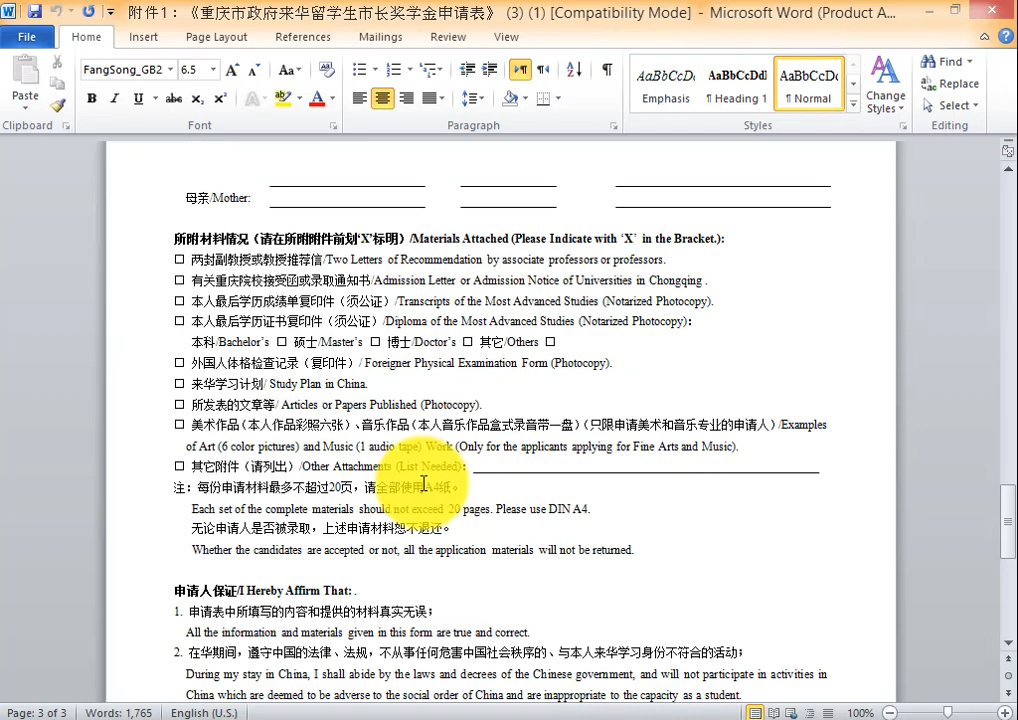 附件1：《重庆市政府来华留学生市长奖学金申请表》 (3) (1) [Compatibility Mode] - Microsoft Word (Product A...
File Home Insert Page Layout References Mailings Review View
FangSong_GB2 6.5
Paste
Clipboard Font Paragraph Styles Editing
AaBbCcDc AaBbCcDd AaBbCcDc
Emphasis ¶ Heading 1 ¶ Normal
Change Styles
Find
Replace
Select
母亲/Mother:
所附材料情况（请在所附附件前划‘X’标明）/Materials Attached (Please Indicate with ‘X’ in the Bracket.):
□ 两封副教授或教授推荐信/Two Letters of Recommendation by associate professors or professors.
□ 有关重庆院校接受函或录取通知书/Admission Letter or Admission Notice of Universities in Chongqing .
□ 本人最后学历成绩单复印件（须公证）/Transcripts of the Most Advanced Studies (Notarized Photocopy).
□ 本人最后学历证书复印件（须公证）/Diploma of the Most Advanced Studies (Notarized Photocopy):
本科/Bachelor’s □ 硕士/Master’s □ 博士/Doctor’s □ 其它/Others □
□ 外国人体格检查记录（复印件）/ Foreigner Physical Examination Form (Photocopy).
□ 来华学习计划/ Study Plan in China.
□ 所发表的文章等/ Articles or Papers Published (Photocopy).
□ 美术作品（本人作品彩照六张）、音乐作品（本人音乐作品盒式录音带一盘）（只限申请美术和音乐专业的申请人）/Examples
of Art (6 color pictures) and Music (1 audio tape) Work (Only for the applicants applying for Fine Arts and Music).
□ 其它附件（请列出）/Other Attachments (List Needed):
注：每份申请材料最多不超过20页，请全部使用A4纸。
Each set of the complete materials should not exceed 20 pages. Please use DIN A4.
无论申请人是否被录取，上述申请材料恕不退还。
Whether the candidates are accepted or not, all the application materials will not be returned.
申请人保证/I Hereby Affirm That: .
1. 申请表中所填写的内容和提供的材料真实无误；
All the information and materials given in this form are true and correct.
2. 在华期间，遵守中国的法律、法规，不从事任何危害中国社会秩序的、与本人来华学习身份不符合的活动；
During my stay in China, I shall abide by the laws and decrees of the Chinese government, and will not participate in activities in
China which are deemed to be adverse to the social order of China and are inappropriate to the capacity as a student.
Page: 3 of 3 Words: 1,765 English (U.S.) 100%